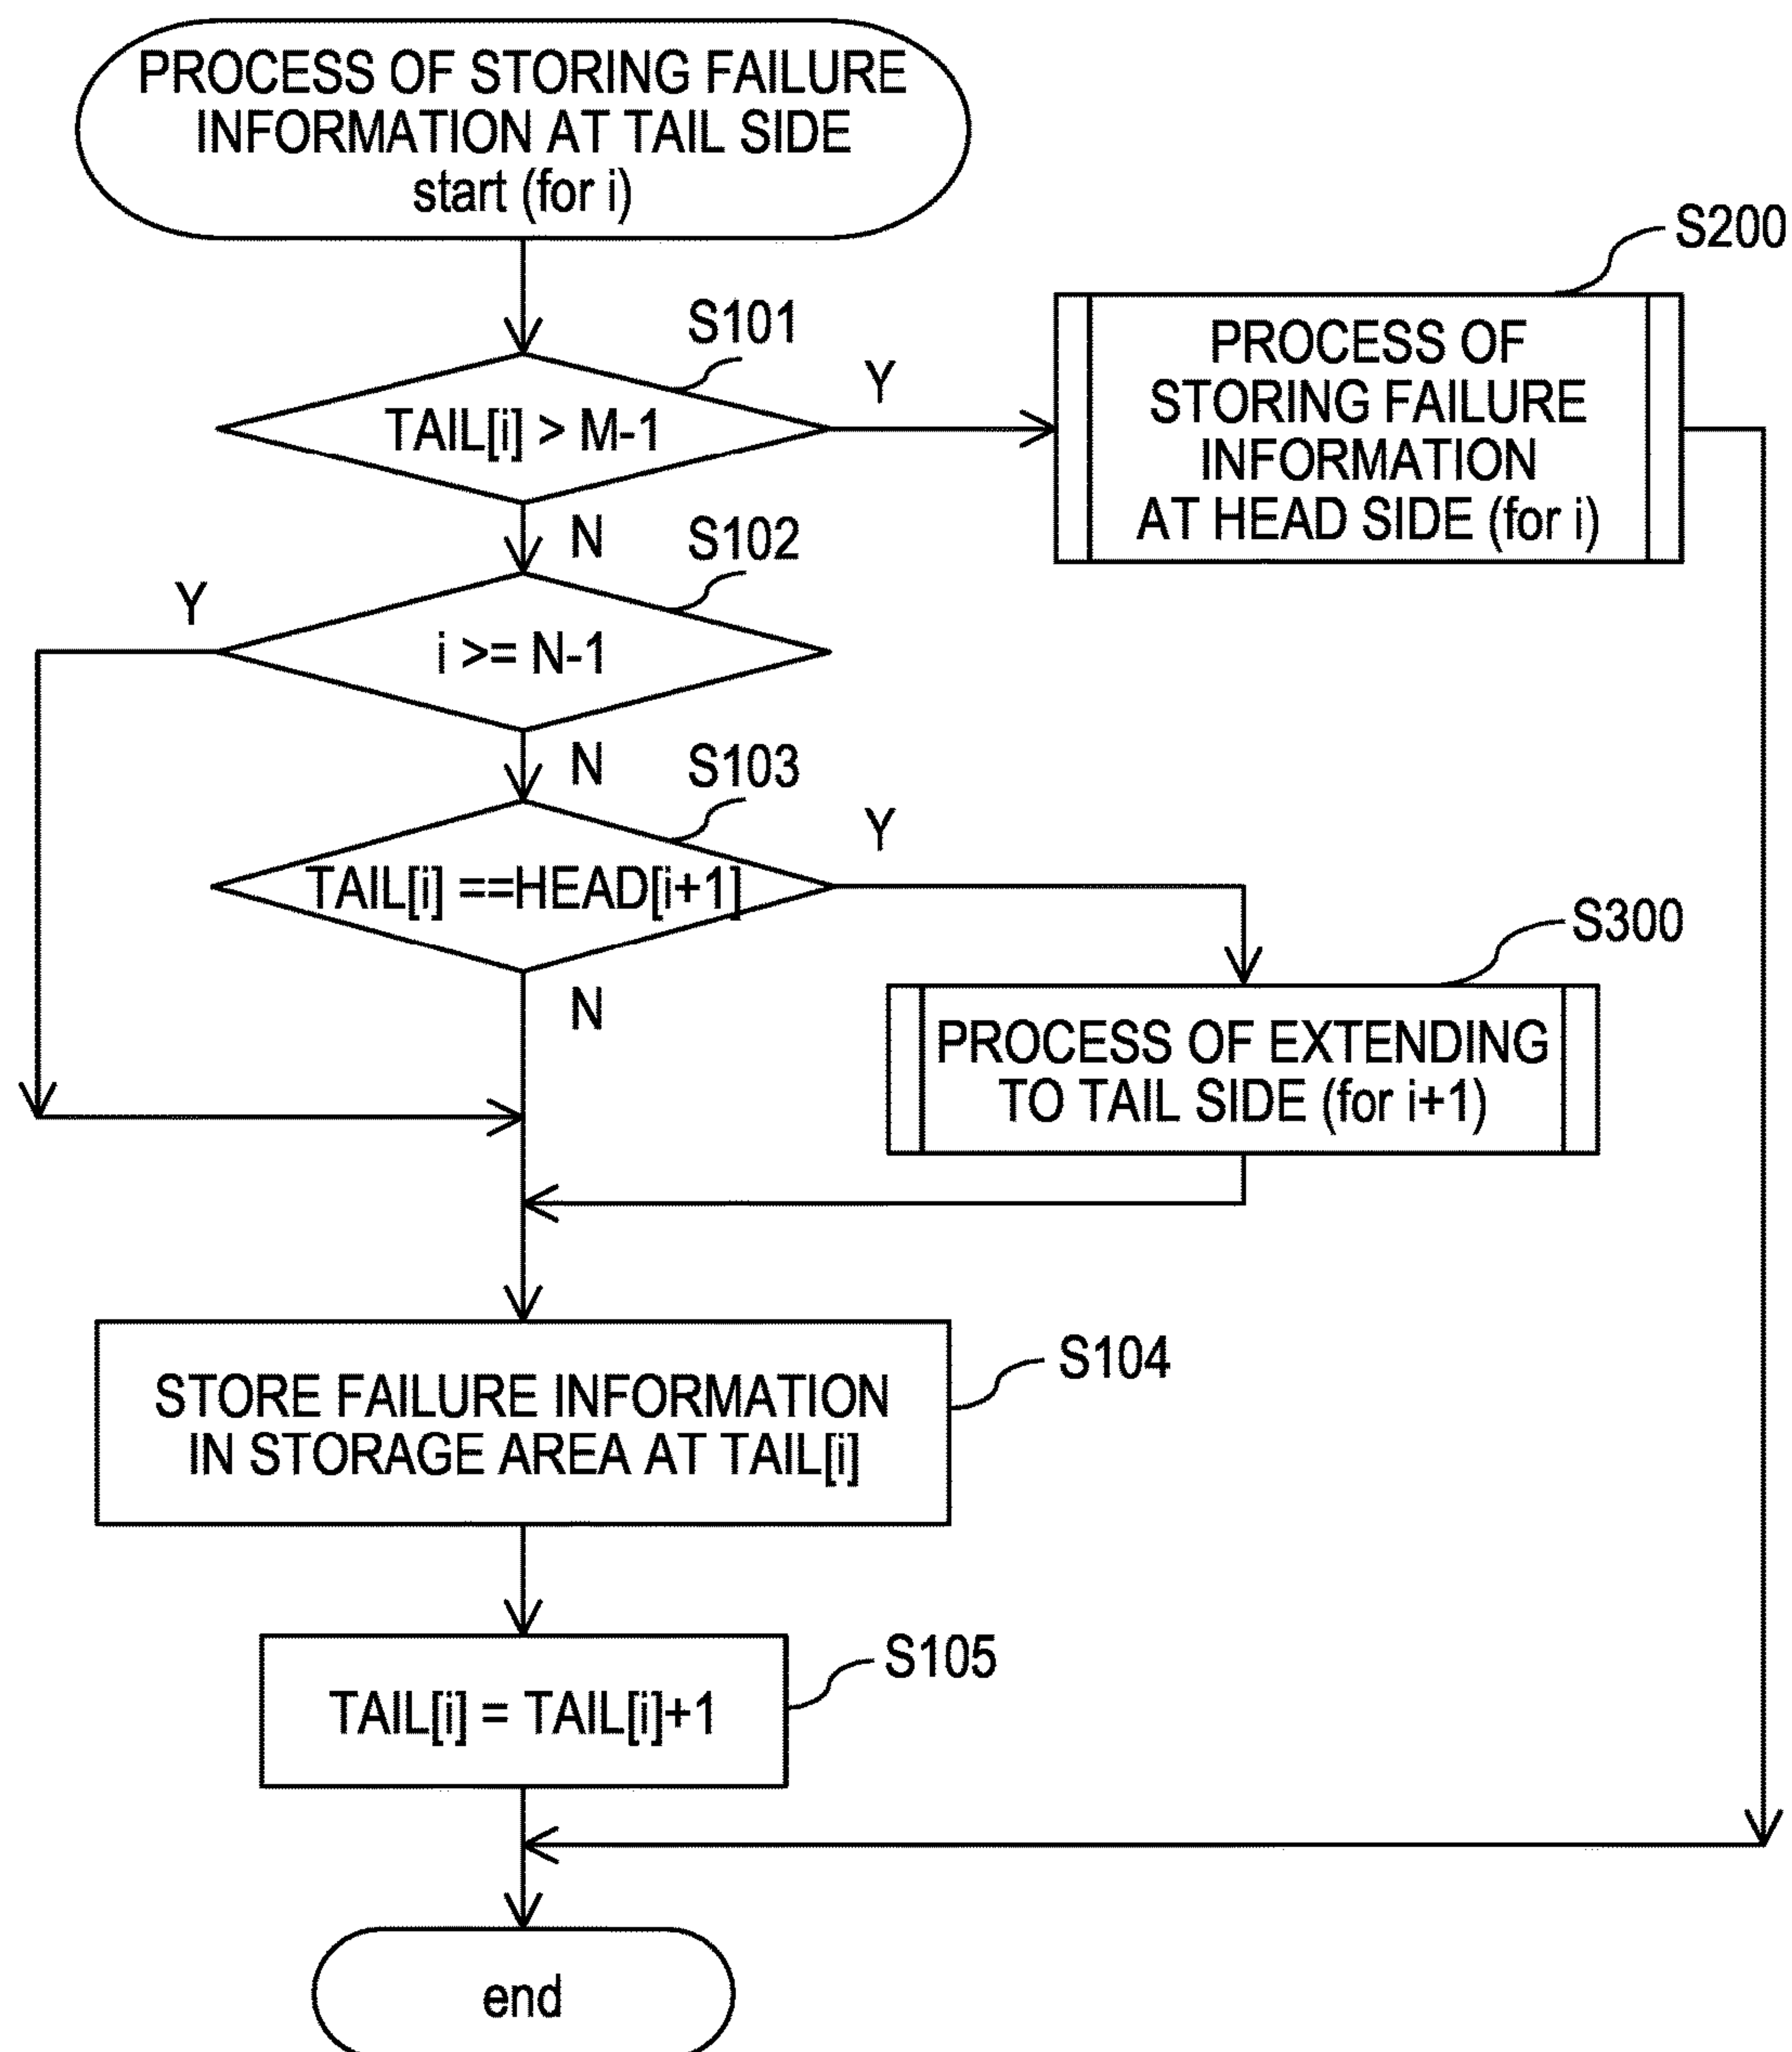 PROCESS OF STORING FAILURE
INFORMATION AT TAIL SIDE
start (for i)
S101
TAIL[i] > M-1
Y
S200
PROCESS OF
STORING FAILURE
INFORMATION
AT HEAD SIDE (for i)
N
S102
Y
i >= N-1
N
S103
TAIL[i] ==HEAD[i+1]
Y
N
S300
PROCESS OF EXTENDING
TO TAIL SIDE (for i+1)
S104
STORE FAILURE INFORMATION
IN STORAGE AREA AT TAIL[i]
S105
TAIL[i] = TAIL[i]+1
end